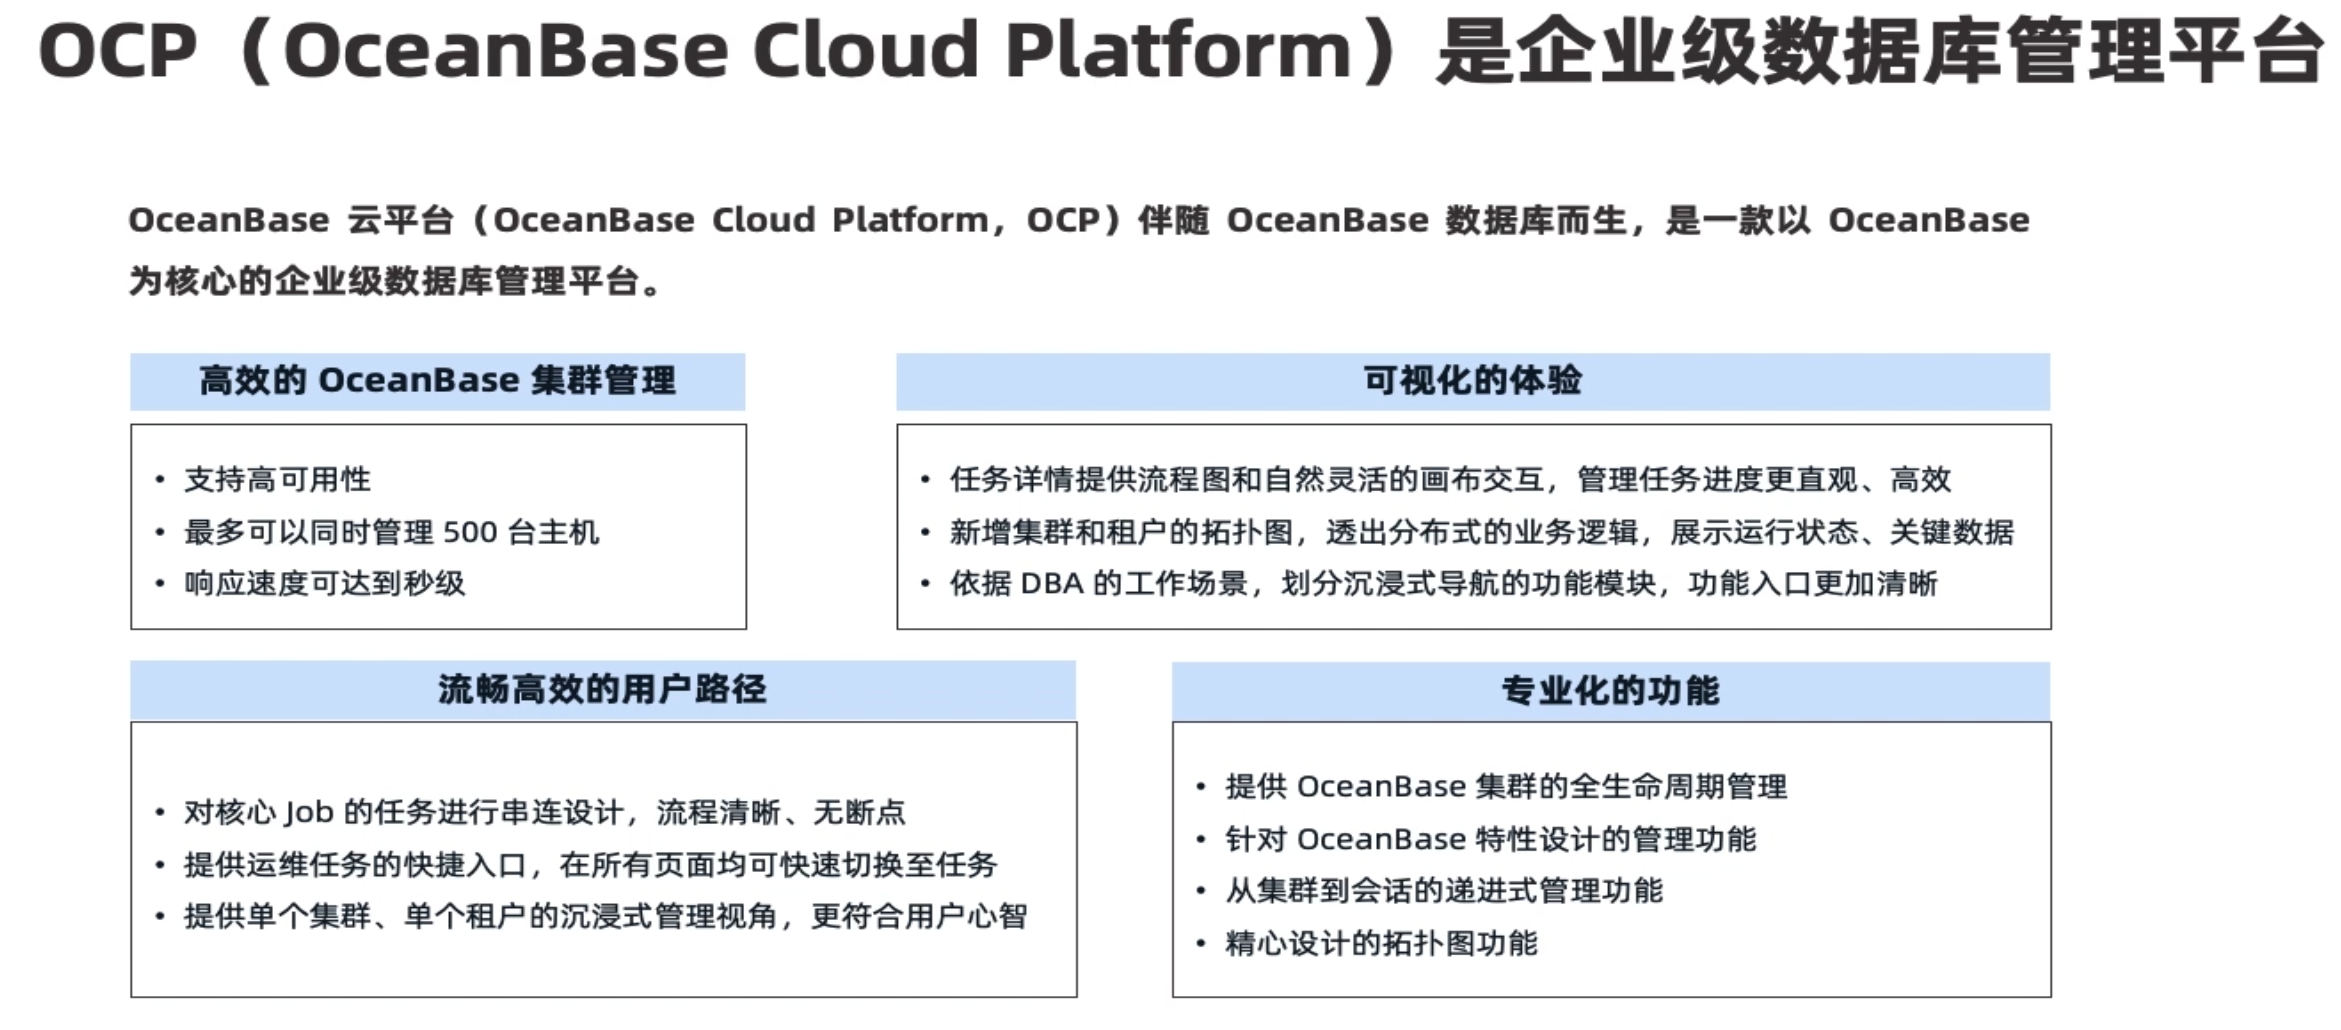 OCP（OceanBase Cloud Platform）是企业级数据库管理平台
OceanBase 云平台（OceanBase Cloud Platform，OCP）伴随 OceanBase 数据库而生，是一款以 OceanBase
为核心的企业级数据库管理平台。
高效的 OceanBase 集群管理
• 支持高可用性
• 最多可以同时管理 500 台主机
• 响应速度可达到秒级
可视化的体验
• 任务详情提供流程图和自然灵活的画布交互，管理任务进度更直观、高效
• 新增集群和租户的拓扑图，透出分布式的业务逻辑，展示运行状态、关键数据
• 依据 DBA 的工作场景，划分沉浸式导航的功能模块，功能入口更加清晰
流畅高效的用户路径
• 对核心 Job 的任务进行串连设计，流程清晰、无断点
• 提供运维任务的快捷入口，在所有页面均可快速切换至任务
• 提供单个集群、单个租户的沉浸式管理视角，更符合用户心智
专业化的功能
• 提供 OceanBase 集群的全生命周期管理
• 针对 OceanBase 特性设计的管理功能
• 从集群到会话的递进式管理功能
• 精心设计的拓扑图功能